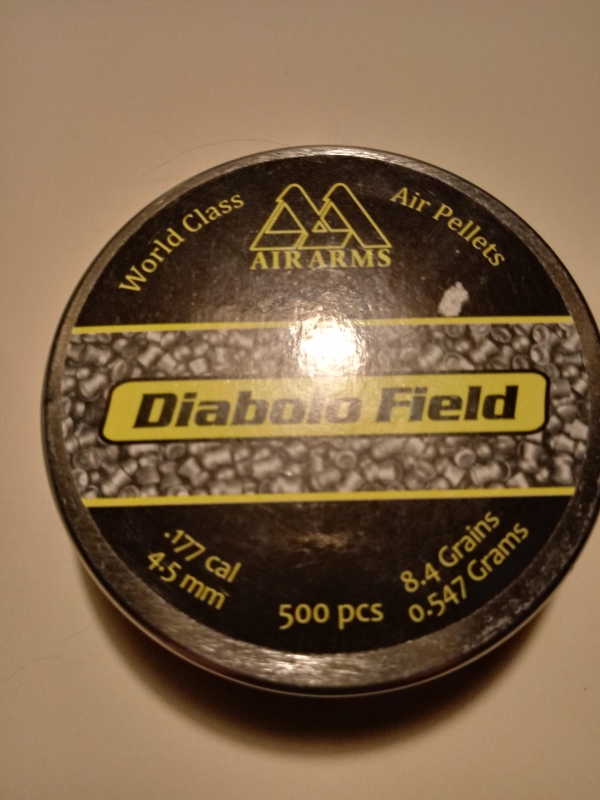 World Class
Air Pellets
AIR ARMS
Diabolo Field
.177 cal
4.5 mm
500 pcs
8.4 Grains
0.547 Grams